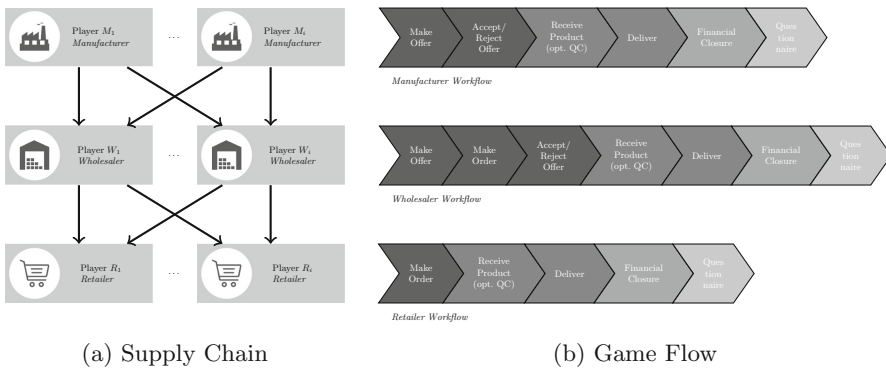 Player M1
Manufacturer
...
Player Mi
Manufacturer
Player W1
Wholesaler
...
Player Wi
Wholesaler
Player R1
Retailer
...
Player Ri
Retailer
(a) Supply Chain
Make
Offer
Accept/
Reject
Offer
Receive
Product
(opt. QC)
Deliver
Financial
Closure
Ques
tion
naire
Manufacturer Workflow
Make
Offer
Make
Order
Accept/
Reject
Offer
Receive
Product
(opt. QC)
Deliver
Financial
Closure
Ques
tion
naire
Wholesaler Workflow
Make
Order
Receive
Product
(opt. QC)
Deliver
Financial
Closure
Ques
tion
naire
Retailer Workflow
(b) Game Flow